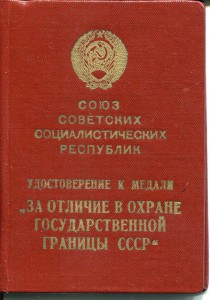 СОЮЗ
СОВЕТСКИХ
СОЦИАЛИСТИЧЕСКИХ
РЕСПУБЛИК
УДОСТОВЕРЕНИЕ К МЕДАЛИ
„ЗА ОТЛИЧИЕ В ОХРАНЕ
ГОСУДАРСТВЕННОЙ
ГРАНИЦЫ СССР“